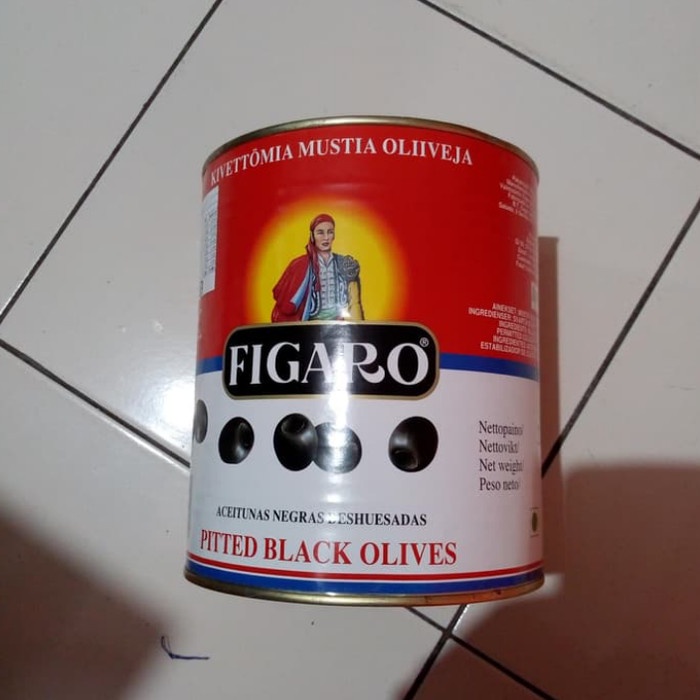 KIVETTÖMIA MUSTIA OLIIVEJA
FIGARO®
Nettopaino/
Nettovikt/
Net weight/
Peso neto/
ACEITUNAS NEGRAS DESHUESADAS
PITTED BLACK OLIVES